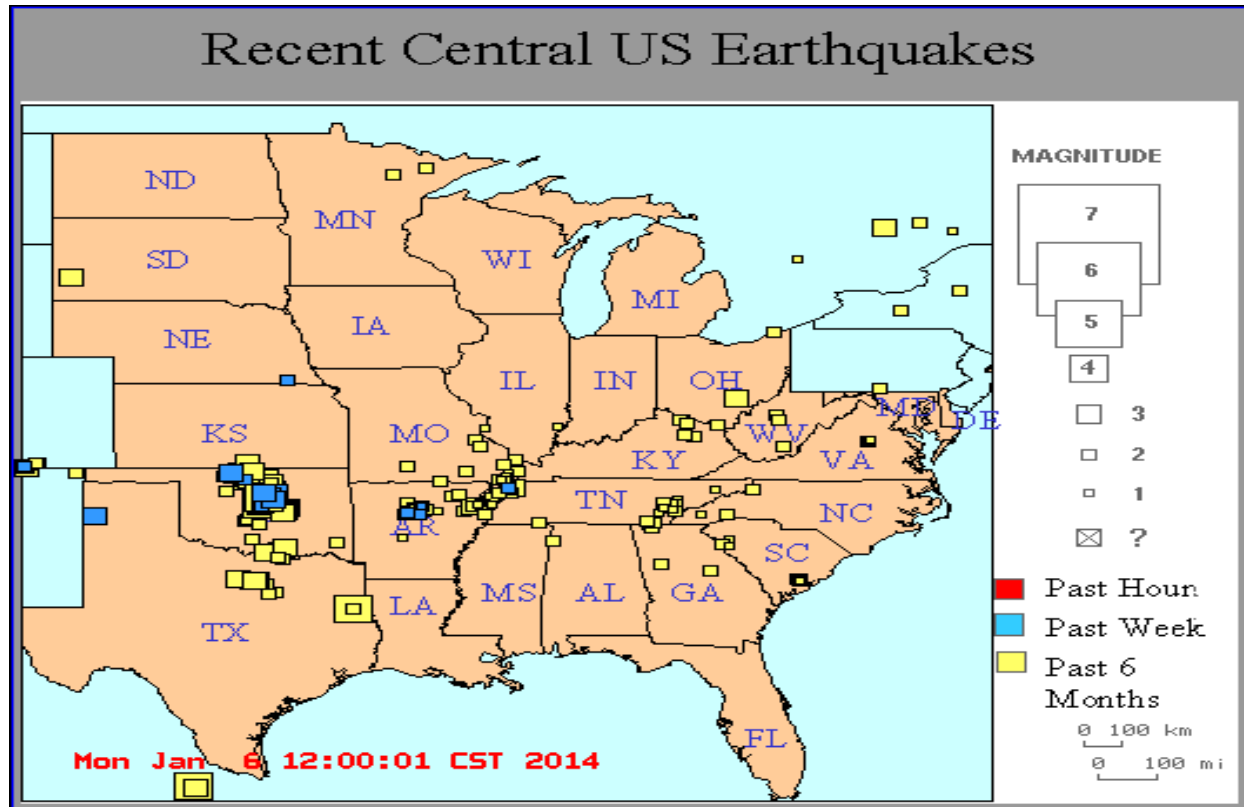 Recent Central US Earthquakes
MAGNITUDE
7
6
5
4
3
2
1
?
ND
MN
SD
WI
MI
NE
IA
IL
IN
OH
MD
DE
KS
MO
WV
KY
VA
TN
NC
AR
SC
MS
AL
GA
LA
TX
FL
Past Houn
Past Week
Past 6
Months
0 100 km
0 100 mi
Mon Jan 6 12:00:01 CST 2014